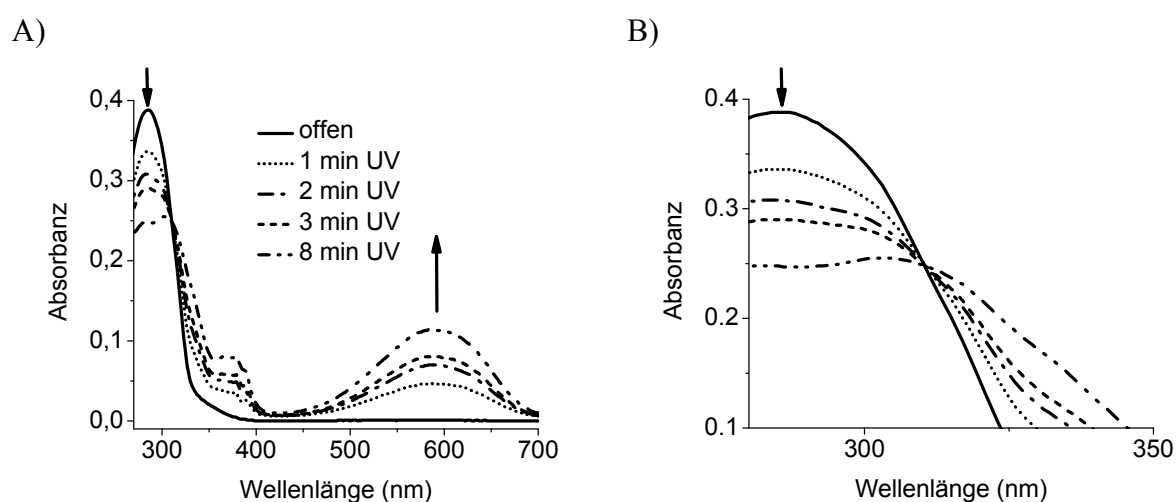 A)
B)
0,4
0,3
0,2
0,1
0,0
Absorbanz
300 400 500 600 700
Wellenlänge (nm)
offen
1 min UV
2 min UV
3 min UV
8 min UV
0.4
0.3
0.2
0.1
Absorbanz
300
350
Wellenlänge (nm)